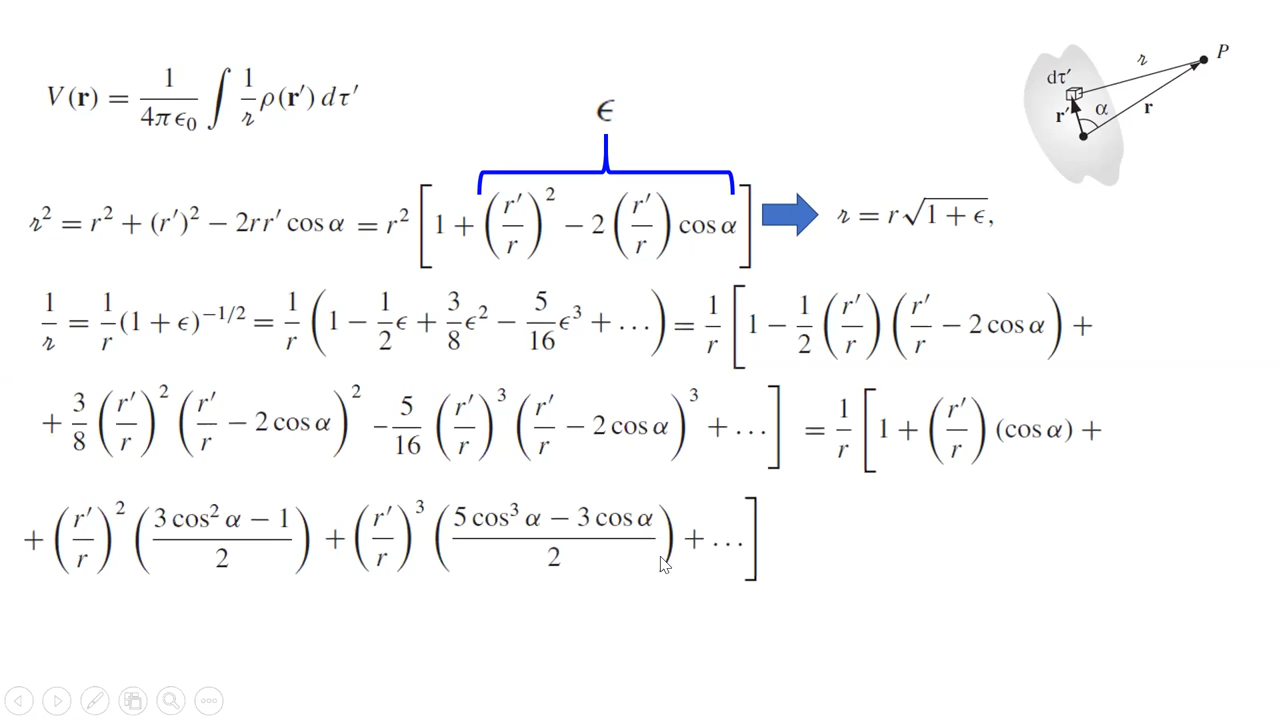 V(r) = 1/(4πϵ₀) ∫ (1/𝓇) ρ(r′) dτ′
ϵ
𝓇² = r² + (r′)² − 2rr′ cos α = r² [1 + (r′/r)² − 2 (r′/r) cos α]
𝓇 = r√(1 + ϵ),
1/𝓇 = (1/r)(1 + ϵ)^(−1/2) = (1/r) (1 − (1/2)ϵ + (3/8)ϵ² − (5/16)ϵ³ + ...) = (1/r) [1 − (1/2) (r′/r) (r′/r − 2 cos α) +
+ (3/8) (r′/r)² (r′/r − 2 cos α)² - (5/16) (r′/r)³ (r′/r − 2 cos α)³ + ...] = (1/r) [1 + (r′/r) (cos α) +
+ (r′/r)² ((3 cos² α − 1)/2) + (r′/r)³ ((5 cos³ α − 3 cos α)/2) + ...]
P
𝓇
dτ′
r′
α
r